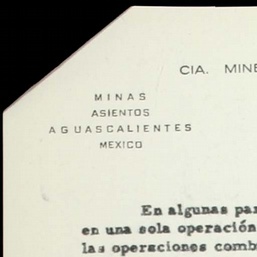 CIA. MINE
MINAS
ASIENTOS
AGUASCALIENTES
MEXICO
En algunas par
en una sola operación
las operaciones comb